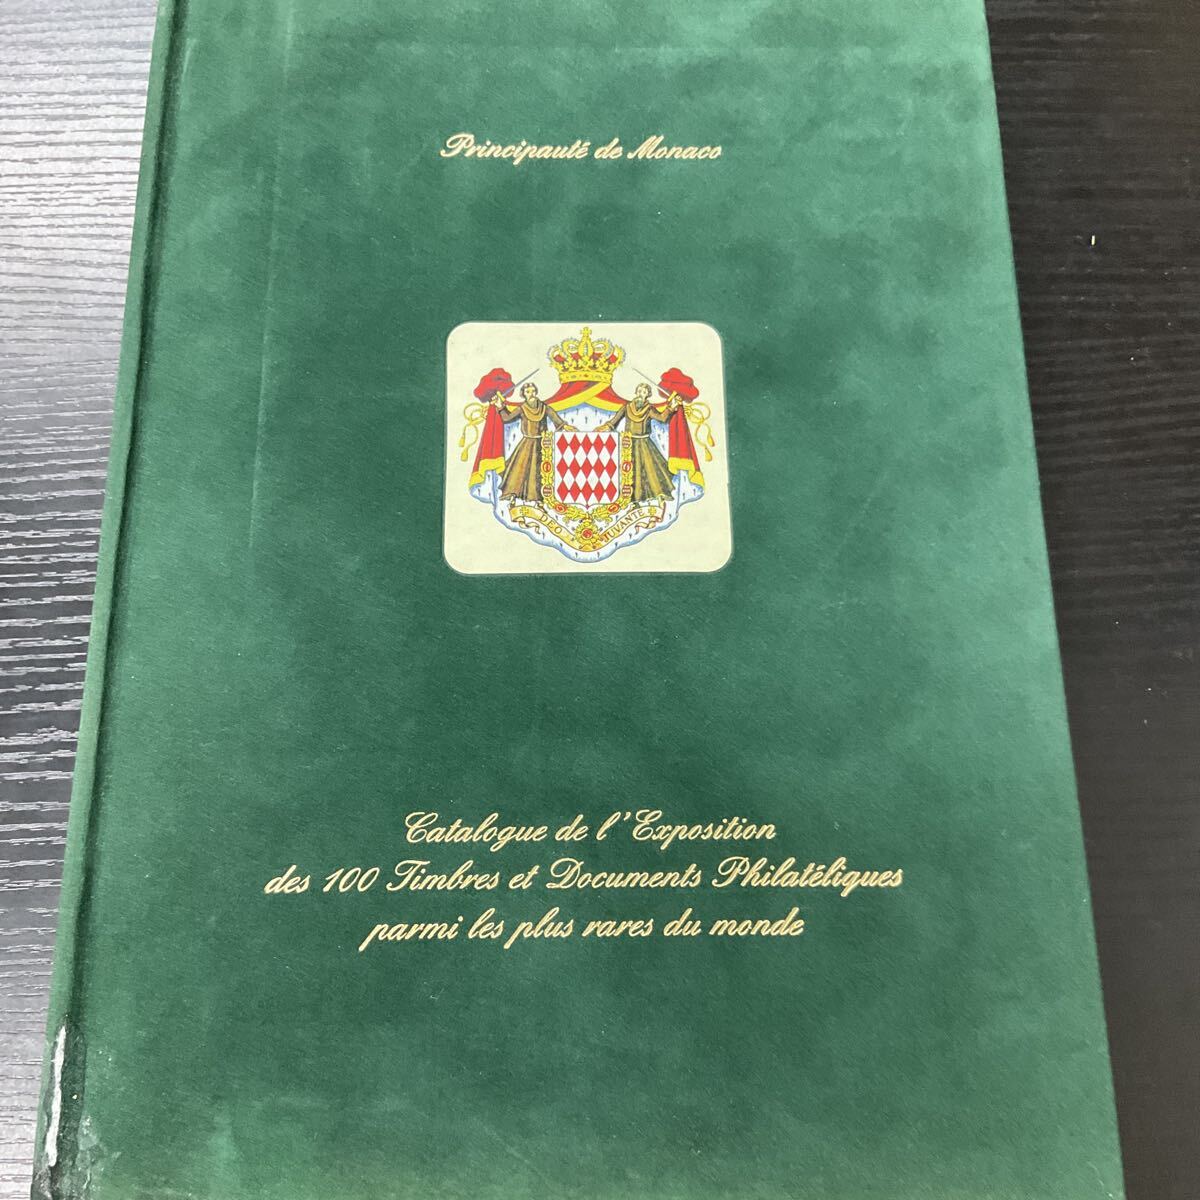 Principauté de Monaco
DEO JUVANTE
Catalogue de l'Exposition
des 100 Timbres et Documents Philatéliques
parmi les plus rares du monde